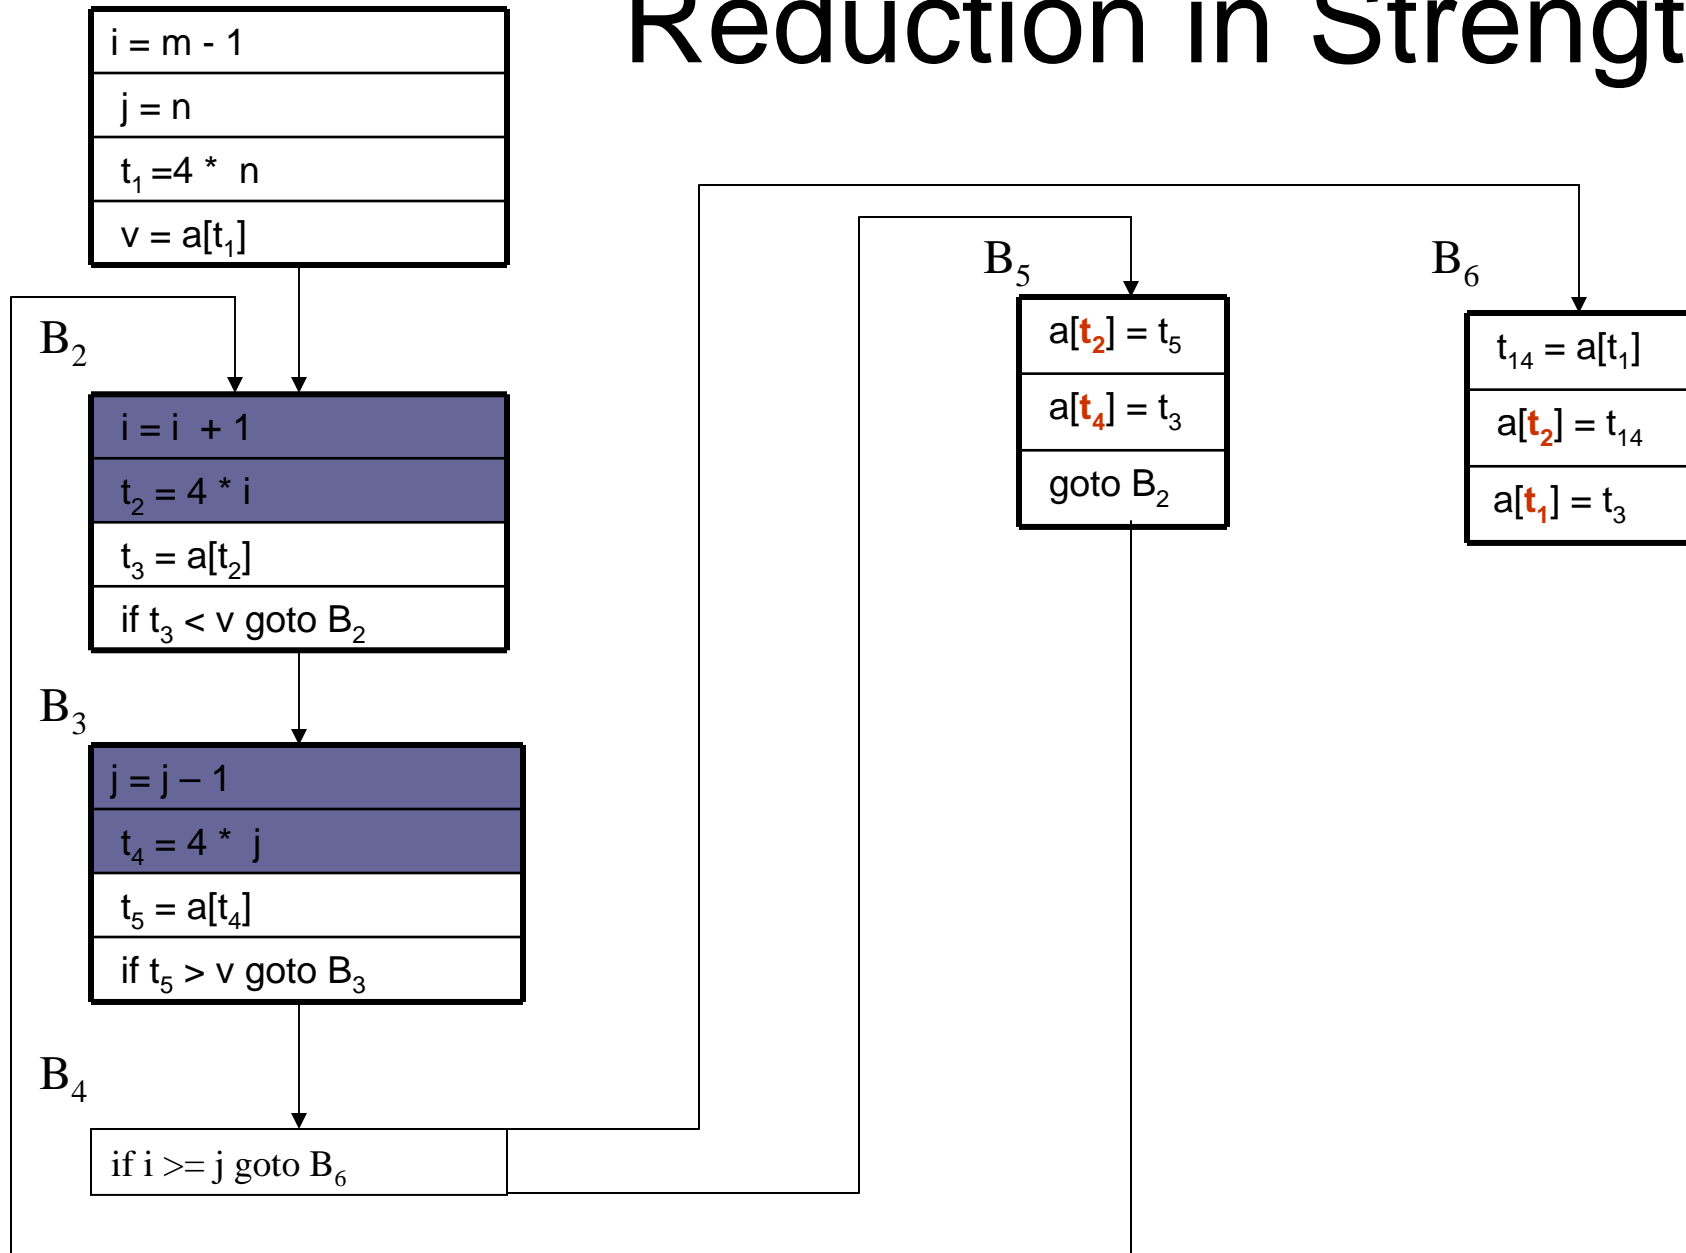 Reduction in Strengt
i = m - 1
j = n
t₁ =4 * n
v = a[t₁]
B₂
i = i + 1
t₂ = 4 * i
t₃ = a[t₂]
if t₃ < v goto B₂
B₃
j = j – 1
t₄ = 4 * j
t₅ = a[t₄]
if t₅ > v goto B₃
B₄
if i >= j goto B₆
B₅
a[t₂] = t₅
a[t₄] = t₃
goto B₂
B₆
t₁₄ = a[t₁]
a[t₂] = t₁₄
a[t₁] = t₃